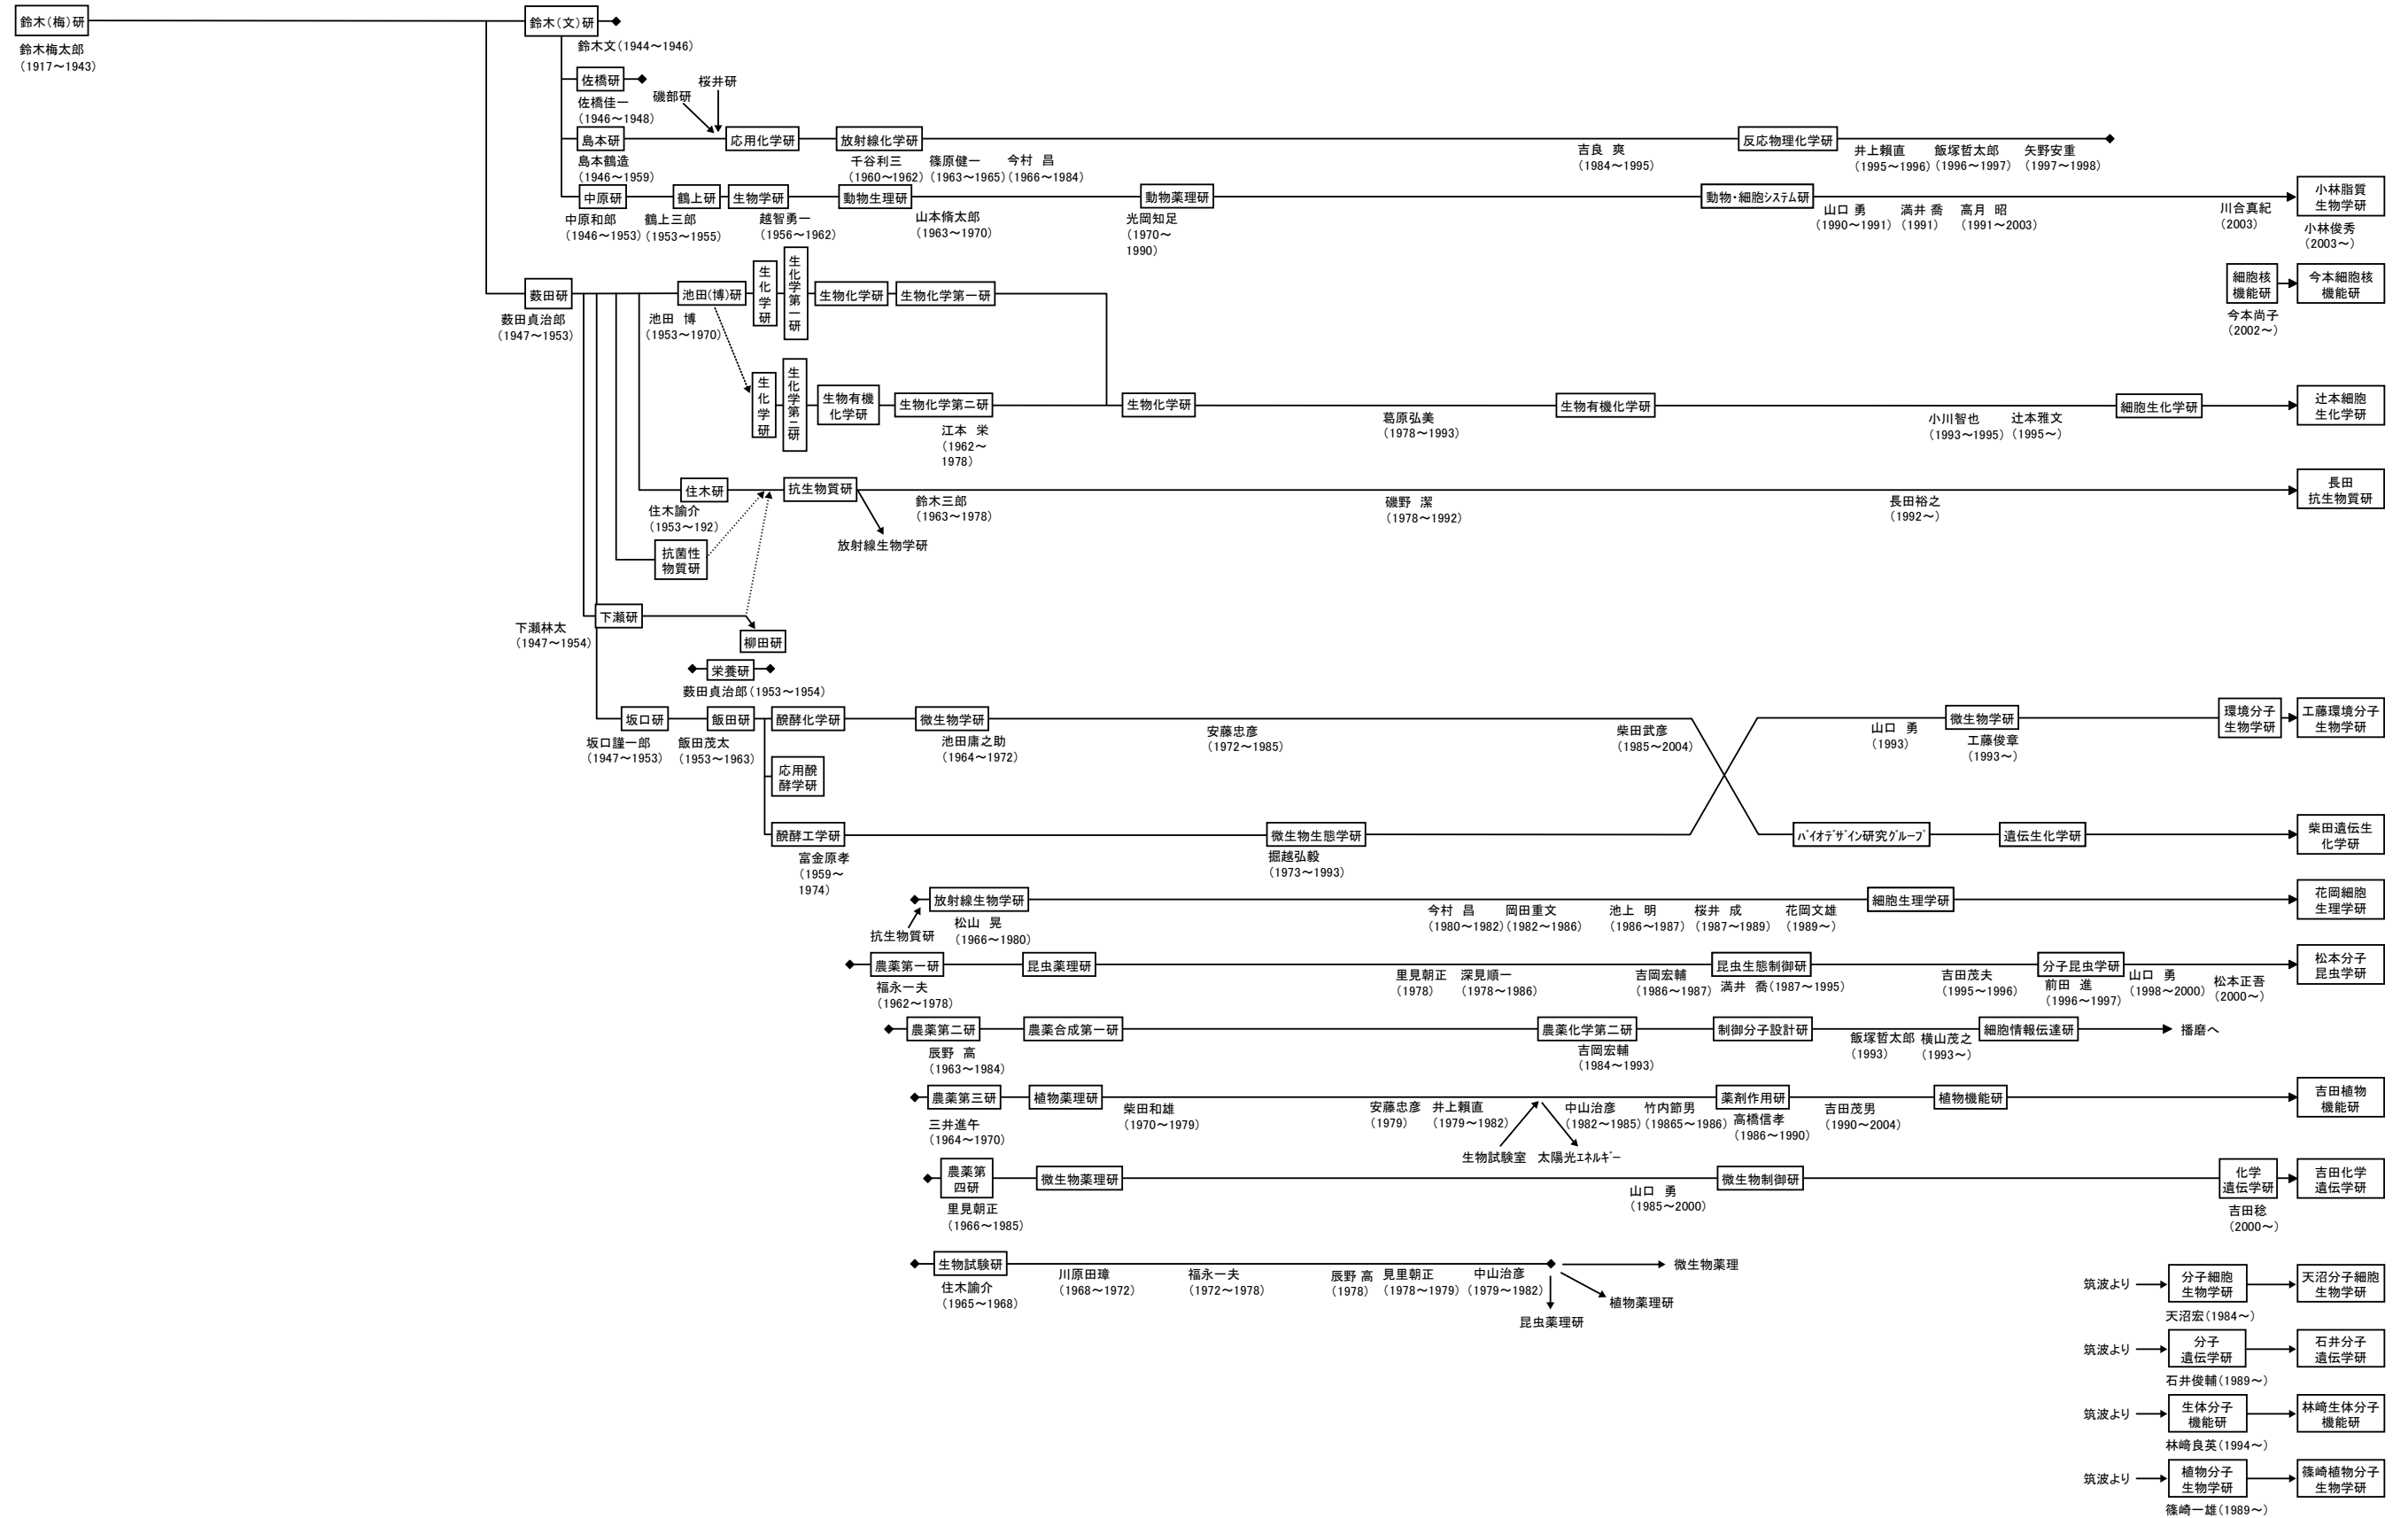 鈴木(梅)研
鈴木梅太郎
(1917～1943)
鈴木(文)研
鈴木文(1944～1946)
佐橋研
佐橋佳一
(1946～1948)
磯部研
桜井研
島本研
島本鶴造
(1946～1959)
応用化学研
放射線化学研
千谷利三
(1960～1962)
篠原健一
(1963～1965)
今村 昌
(1966～1984)
吉良 爽
(1984～1995)
反応物理化学研
井上頼直
(1995～1996)
飯塚哲太郎
(1996～1997)
矢野安重
(1997～1998)
中原研
中原和郎
(1946～1953)
鶴上研
鶴上三郎
(1953～1955)
生物学研
越智勇一
(1956～1962)
動物生理研
山本脩太郎
(1963～1970)
動物薬理研
光岡知足
(1970～
1990)
動物・細胞システム研
山口 勇
(1990～1991)
満井 喬
(1991)
高月 昭
(1991～2003)
川合真紀
(2003)
小林脂質
生物学研
小林俊秀
(2003～)
細胞核
機能研
今本尚子
(2002～)
今本細胞核
機能研
薮田研
薮田貞治郎
(1947～1953)
池田(博)研
池田 博
(1953～1970)
生化学研
生化学第一研
生物化学研
生物化学第一研
生化学研
生化学第二研
生物有機
化学研
生物化学第二研
江本 栄
(1962～
1978)
生物化学研
葛原弘美
(1978～1993)
生物有機化学研
小川智也
(1993～1995)
辻本雅文
(1995～)
細胞生化学研
辻本細胞
生化学研
住木研
住木諭介
(1953～192)
抗生物質研
鈴木三郎
(1963～1978)
放射線生物学研
磯野 潔
(1978～1992)
長田裕之
(1992～)
長田
抗生物質研
抗菌性
物質研
下瀬研
下瀬林太
(1947～1954)
柳田研
栄養研
薮田貞治郎(1953～1954)
坂口研
坂口謹一郎
(1947～1953)
飯田研
飯田茂太
(1953～1963)
醗酵化学研
微生物学研
池田庸之助
(1964～1972)
安藤忠彦
(1972～1985)
柴田武彦
(1985～2004)
山口 勇
(1993)
微生物学研
工藤俊章
(1993～)
環境分子
生物学研
工藤環境分子
生物学研
応用醗
酵学研
醗酵工学研
富金原孝
(1959～
1974)
微生物生態学研
掘越弘毅
(1973～1993)
ﾊﾞｲｵﾃﾞｻﾞｲﾝ研究ｸﾞﾙｰﾌﾟ
遺伝生化学研
柴田遺伝生
化学研
放射線生物学研
抗生物質研
松山 晃
(1966～1980)
今村 昌
(1980～1982)
岡田重文
(1982～1986)
池上 明
(1986～1987)
桜井 成
(1987～1989)
花岡文雄
(1989～)
細胞生理学研
花岡細胞
生理学研
農薬第一研
福永一夫
(1962～1978)
昆虫薬理研
里見朝正
(1978)
深見順一
(1978～1986)
吉岡宏輔
(1986～1987)
昆虫生態制御研
満井 喬(1987～1995)
吉田茂夫
(1995～1996)
分子昆虫学研
前田 進
(1996～1997)
山口 勇
(1998～2000)
松本正吾
(2000～)
松本分子
昆虫学研
農薬第二研
辰野 高
(1963～1984)
農薬合成第一研
農薬化学第二研
吉岡宏輔
(1984～1993)
制御分子設計研
飯塚哲太郎
(1993)
横山茂之
(1993～)
細胞情報伝達研
播磨へ
農薬第三研
三井進午
(1964～1970)
植物薬理研
柴田和雄
(1970～1979)
安藤忠彦
(1979)
井上頼直
(1979～1982)
生物試験室
太陽光ｴﾈﾙｷﾞｰ
中山治彦
(1982～1985)
竹内節男
(19865～1986)
薬剤作用研
高橋信孝
(1986～1990)
吉田茂男
(1990～2004)
植物機能研
吉田植物
機能研
農薬第
四研
里見朝正
(1966～1985)
微生物薬理研
山口 勇
(1985～2000)
微生物制御研
化学
遺伝学研
吉田稔
(2000～)
吉田化学
遺伝学研
生物試験研
住木諭介
(1965～1968)
川原田璋
(1968～1972)
福永一夫
(1972～1978)
辰野 高
(1978)
見里朝正
(1978～1979)
中山治彦
(1979～1982)
微生物薬理
植物薬理研
昆虫薬理研
筑波より
分子細胞
生物学研
天沼宏(1984～)
天沼分子細胞
生物学研
筑波より
分子
遺伝学研
石井俊輔(1989～)
石井分子
遺伝学研
筑波より
生体分子
機能研
林﨑良英(1994～)
林﨑生体分子
機能研
筑波より
植物分子
生物学研
篠崎一雄(1989～)
篠崎植物分子
生物学研